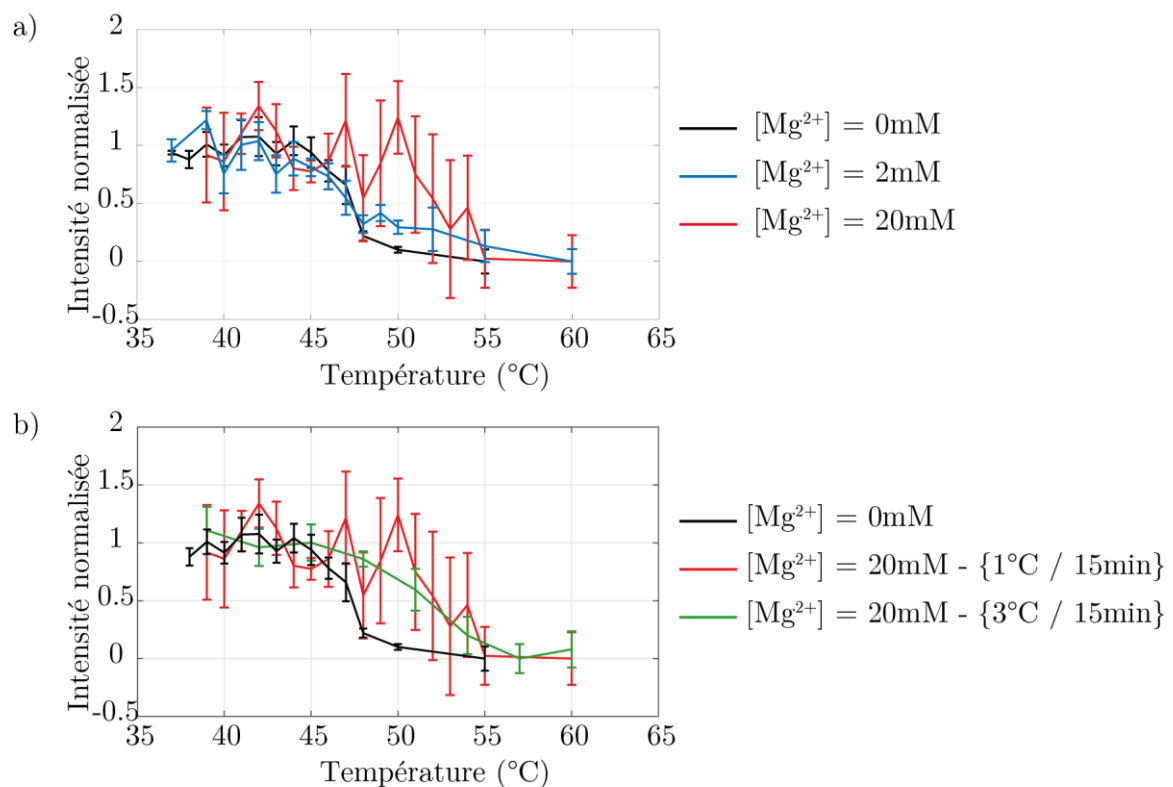 a)
2
1.5
1
0.5
0
-0.5
Intensité normalisée
35 40 45 50 55 60 65
Température (°C)
[Mg²⁺] = 0mM
[Mg²⁺] = 2mM
[Mg²⁺] = 20mM
b)
2
1.5
1
0.5
0
-0.5
Intensité normalisée
35 40 45 50 55 60 65
Température (°C)
[Mg²⁺] = 0mM
[Mg²⁺] = 20mM - {1°C / 15min}
[Mg²⁺] = 20mM - {3°C / 15min}